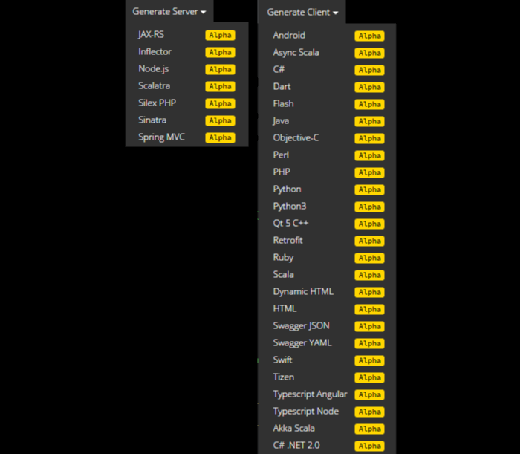 Generate Server
JAX-RS Alpha
Inflector Alpha
Node.js Alpha
Scalatra Alpha
Silex PHP Alpha
Sinatra Alpha
Spring MVC Alpha
Generate Client
Android Alpha
Async Scala Alpha
C# Alpha
Dart Alpha
Flash Alpha
Java Alpha
Objective-C Alpha
Perl Alpha
PHP Alpha
Python Alpha
Python3 Alpha
Qt 5 C++ Alpha
Retrofit Alpha
Ruby Alpha
Scala Alpha
Dynamic HTML Alpha
HTML Alpha
Swagger JSON Alpha
Swagger YAML Alpha
Swift Alpha
Tizen Alpha
Typescript Angular Alpha
Typescript Node Alpha
Akka Scala Alpha
C# .NET 2.0 Alpha